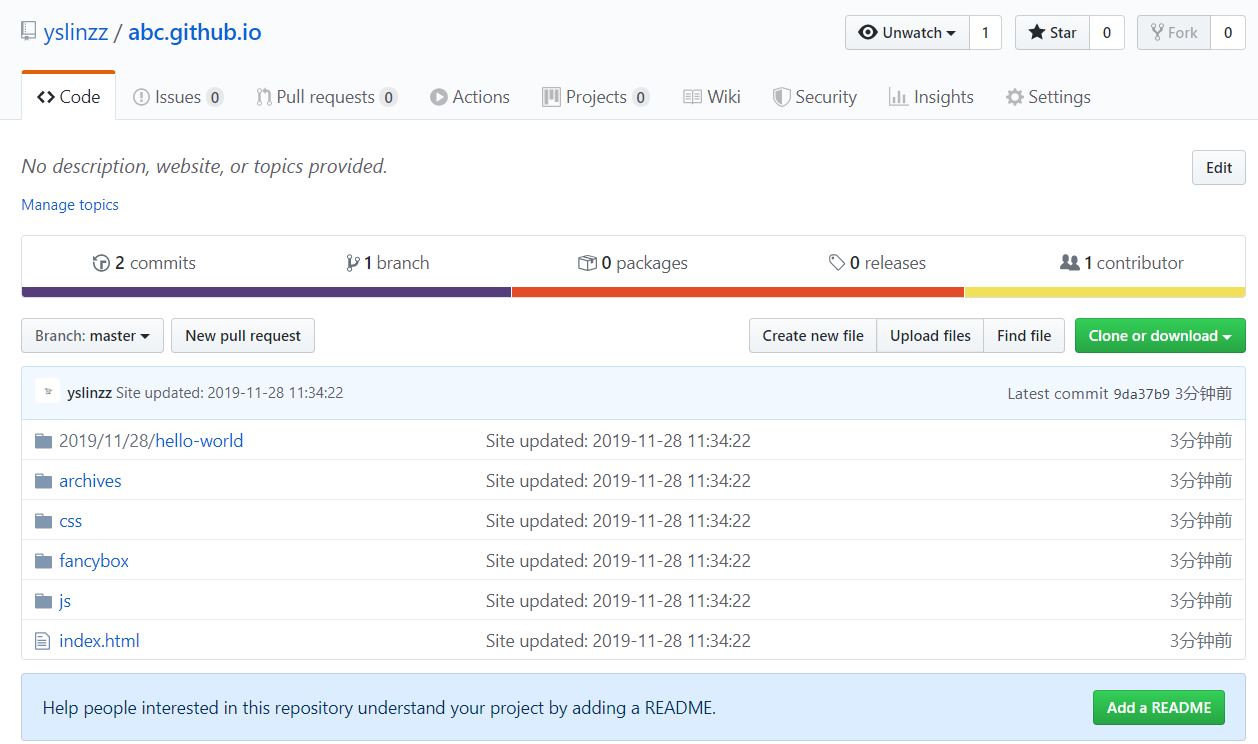 yslinzz / abc.github.io Unwatch 1 Star 0 Fork 0
Code Issues 0 Pull requests 0 Actions Projects 0 Wiki Security Insights Settings
No description, website, or topics provided. Edit
Manage topics
2 commits 1 branch 0 packages 0 releases 1 contributor
Branch: master New pull request Create new file Upload files Find file Clone or download
yslinzz Site updated: 2019-11-28 11:34:22 Latest commit 9da37b9 3分钟前
2019/11/28/hello-world Site updated: 2019-11-28 11:34:22 3分钟前
archives Site updated: 2019-11-28 11:34:22 3分钟前
css Site updated: 2019-11-28 11:34:22 3分钟前
fancybox Site updated: 2019-11-28 11:34:22 3分钟前
js Site updated: 2019-11-28 11:34:22 3分钟前
index.html Site updated: 2019-11-28 11:34:22 3分钟前
Help people interested in this repository understand your project by adding a README. Add a README